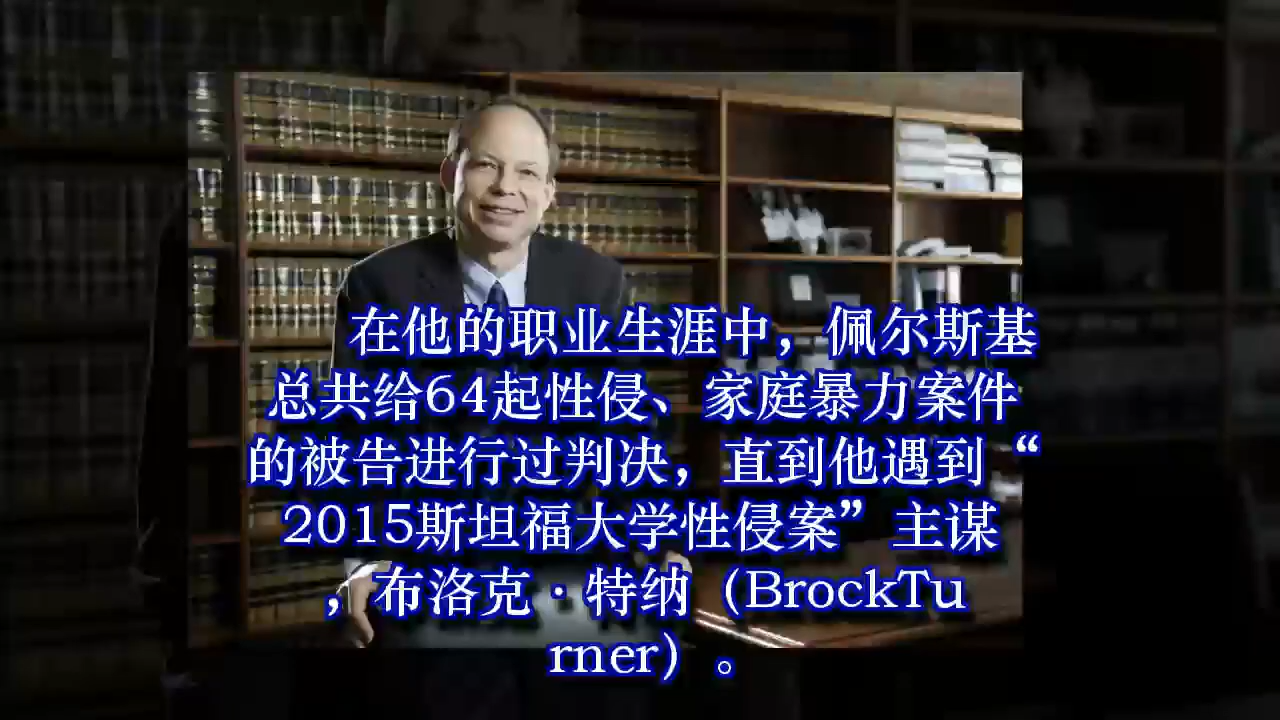 在他的职业生涯中，佩尔斯基
总共给64起性侵、家庭暴力案件
的被告进行过判决，直到他遇到“
2015斯坦福大学性侵案”主谋
，布洛克·特纳（BrockTu
rner）。